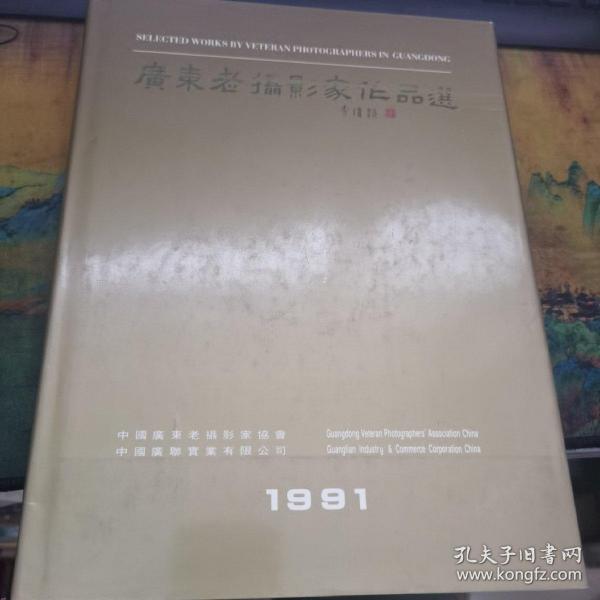 SELECTED WORKS BY VETERAN PHOTOGRAPHERS IN GUANGDONG
廣東老攝影家作品選
中國廣東老攝影家協會 Guangdong Veteran Photographers' Association China
中國廣聯實業有限公司 Guanglian Industry & Commerce Corporation China
1991
孔夫子旧书网
www.kongfz.com